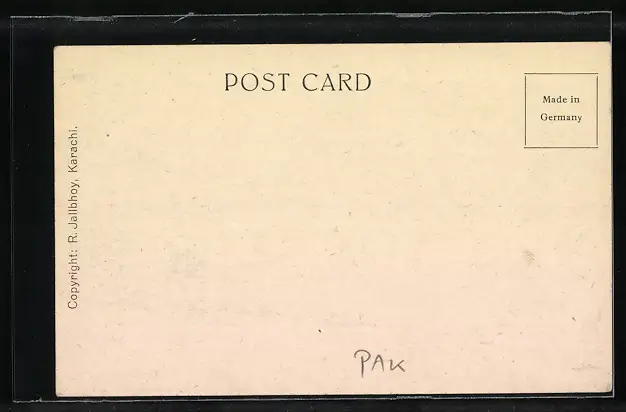 POST CARD
Made in
Germany
Copyright: R. Jallbhoy, Karachi.
PAK